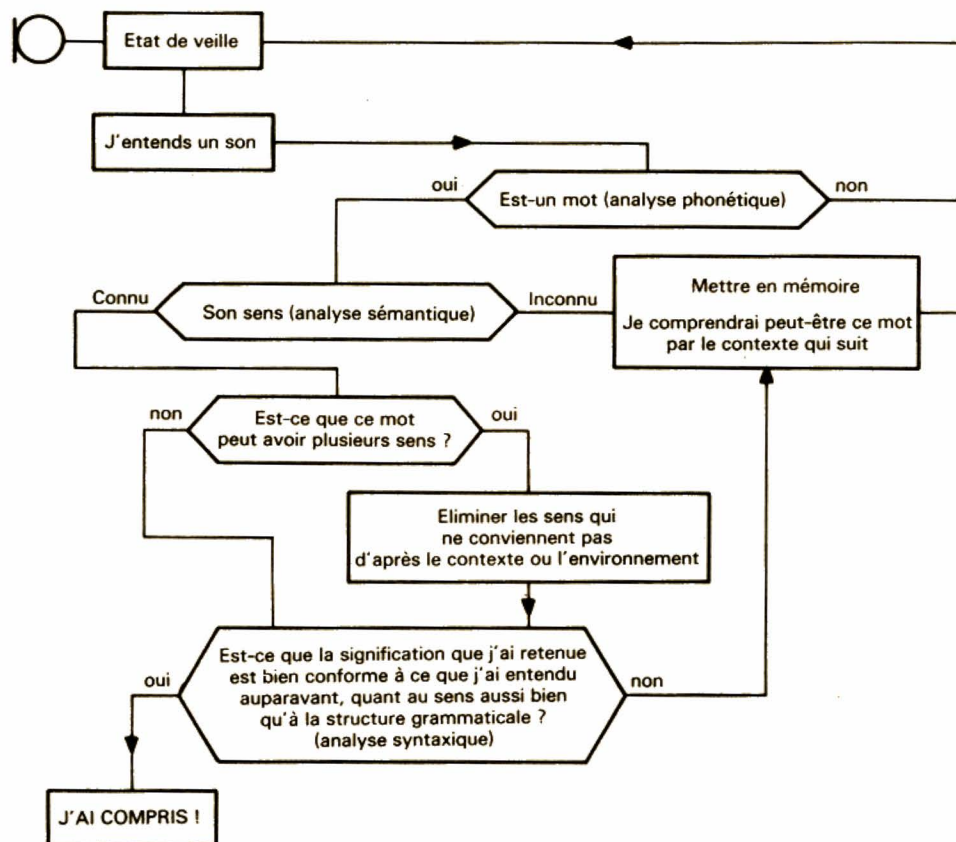 Etat de veille
J'entends un son
oui
Est-un mot (analyse phonétique)
non
Connu
Son sens (analyse sémantique)
Inconnu
Mettre en mémoire
Je comprendrai peut-être ce mot
par le contexte qui suit
non
Est-ce que ce mot
peut avoir plusieurs sens ?
oui
Eliminer les sens qui
ne conviennent pas
d'après le contexte ou l'environnement
oui
Est-ce que la signification que j'ai retenue
est bien conforme à ce que j'ai entendu
auparavant, quant au sens aussi bien
qu'à la structure grammaticale ?
(analyse syntaxique)
non
J'AI COMPRIS !